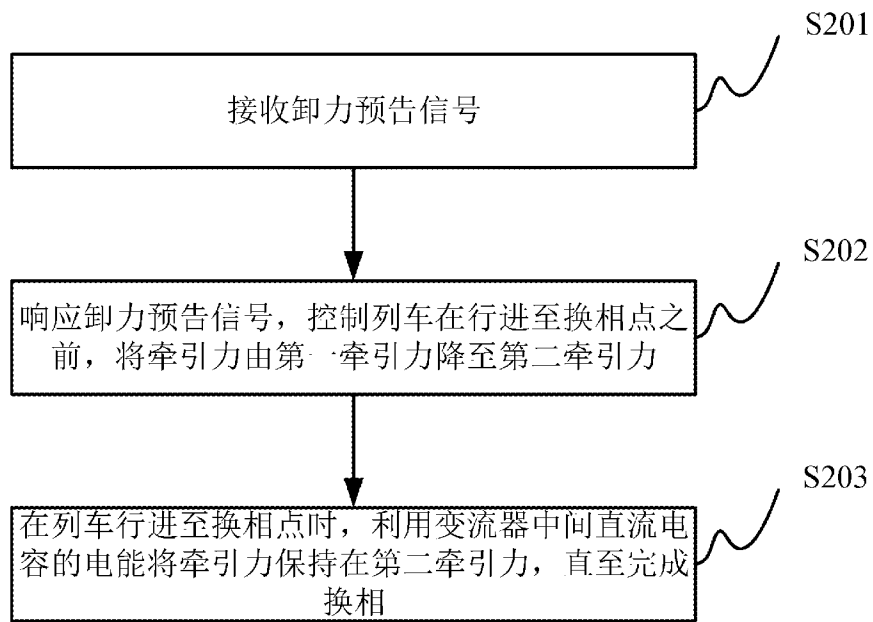 S201
接收卸力预告信号
S202
响应卸力预告信号，控制列车在行进至换相点之
前，将牵引力由第一牵引力降至第二牵引力
S203
在列车行进至换相点时，利用变流器中间直流电
容的电能将牵引力保持在第二牵引力，直至完成
换相